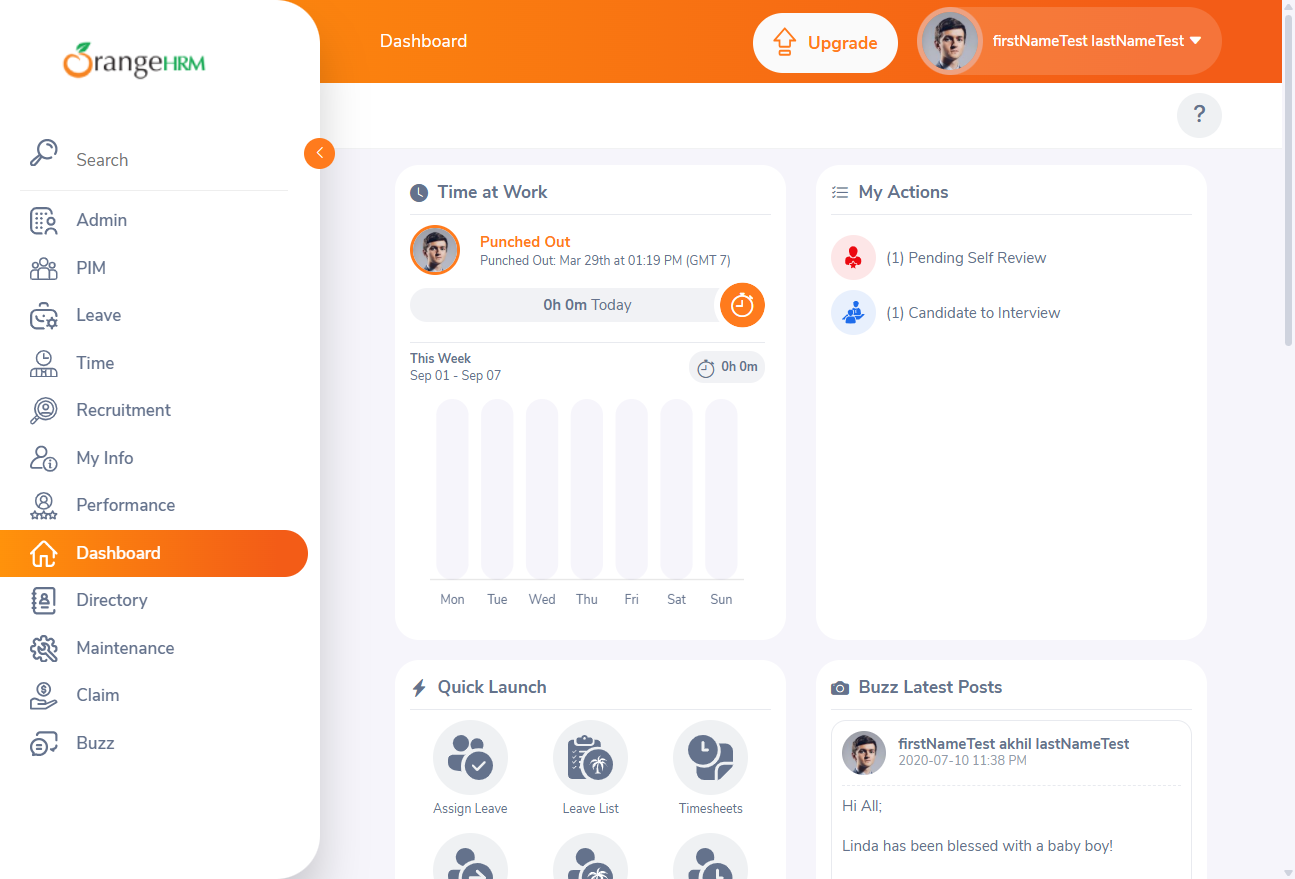 OrangeHRM
Search
Admin
PIM
Leave
Time
Recruitment
My Info
Performance
Dashboard
Directory
Maintenance
Claim
Buzz
Dashboard
Upgrade
firstNameTest lastNameTest
?
Time at Work
Punched Out
Punched Out: Mar 29th at 01:19 PM (GMT 7)
0h 0m Today
This Week
Sep 01 - Sep 07
0h 0m
Mon Tue Wed Thu Fri Sat Sun
My Actions
(1) Pending Self Review
(1) Candidate to Interview
Quick Launch
Assign Leave Leave List Timesheets
Buzz Latest Posts
firstNameTest akhil lastNameTest
2020-07-10 11:38 PM
Hi All;
Linda has been blessed with a baby boy!